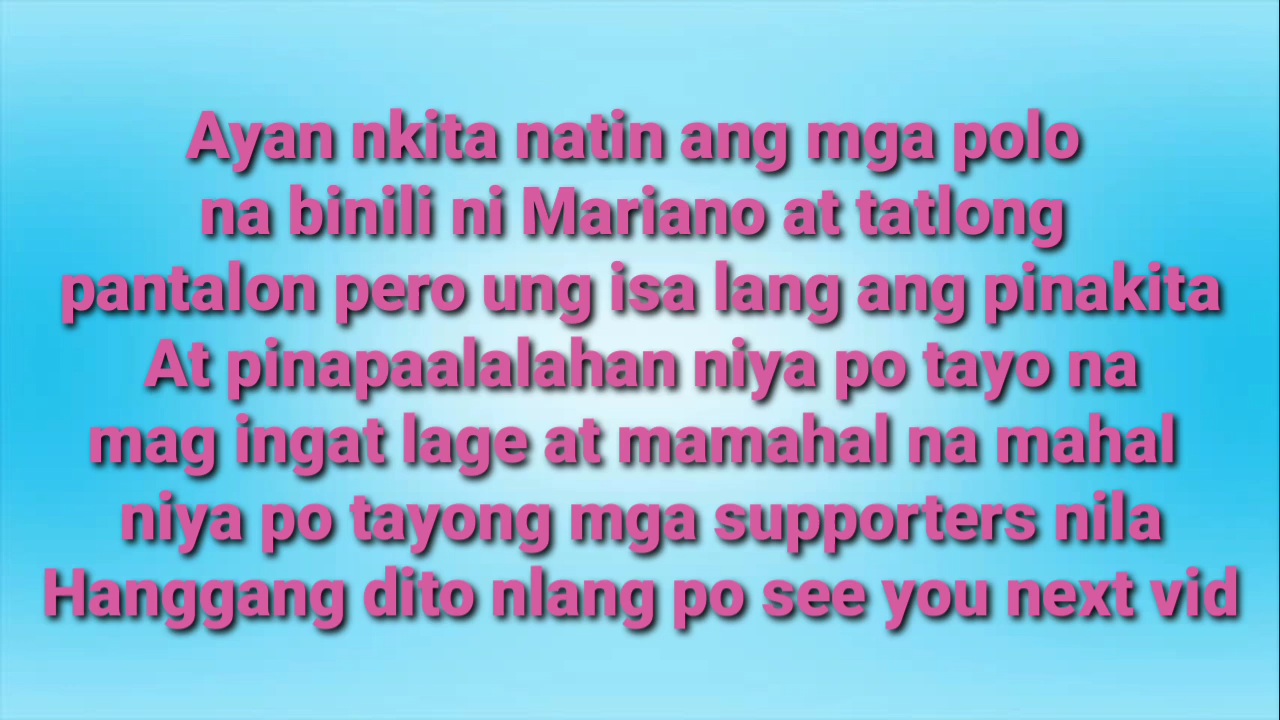 Ayan nkita natin ang mga polo
na binili ni Mariano at tatlong
pantalon pero ung isa lang ang pinakita
At pinapaalalahan niya po tayo na
mag ingat lage at mamahal na mahal
niya po tayong mga supporters nila
Hanggang dito nlang po see you next vid